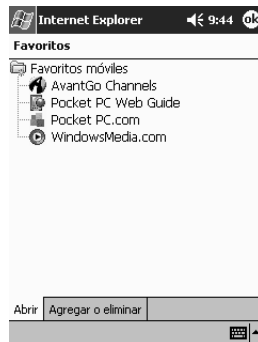 Internet Explorer 9:44 ok
Favoritos
Favoritos móviles
AvantGo Channels
Pocket PC Web Guide
Pocket PC.com
WindowsMedia.com
Abrir Agregar o eliminar